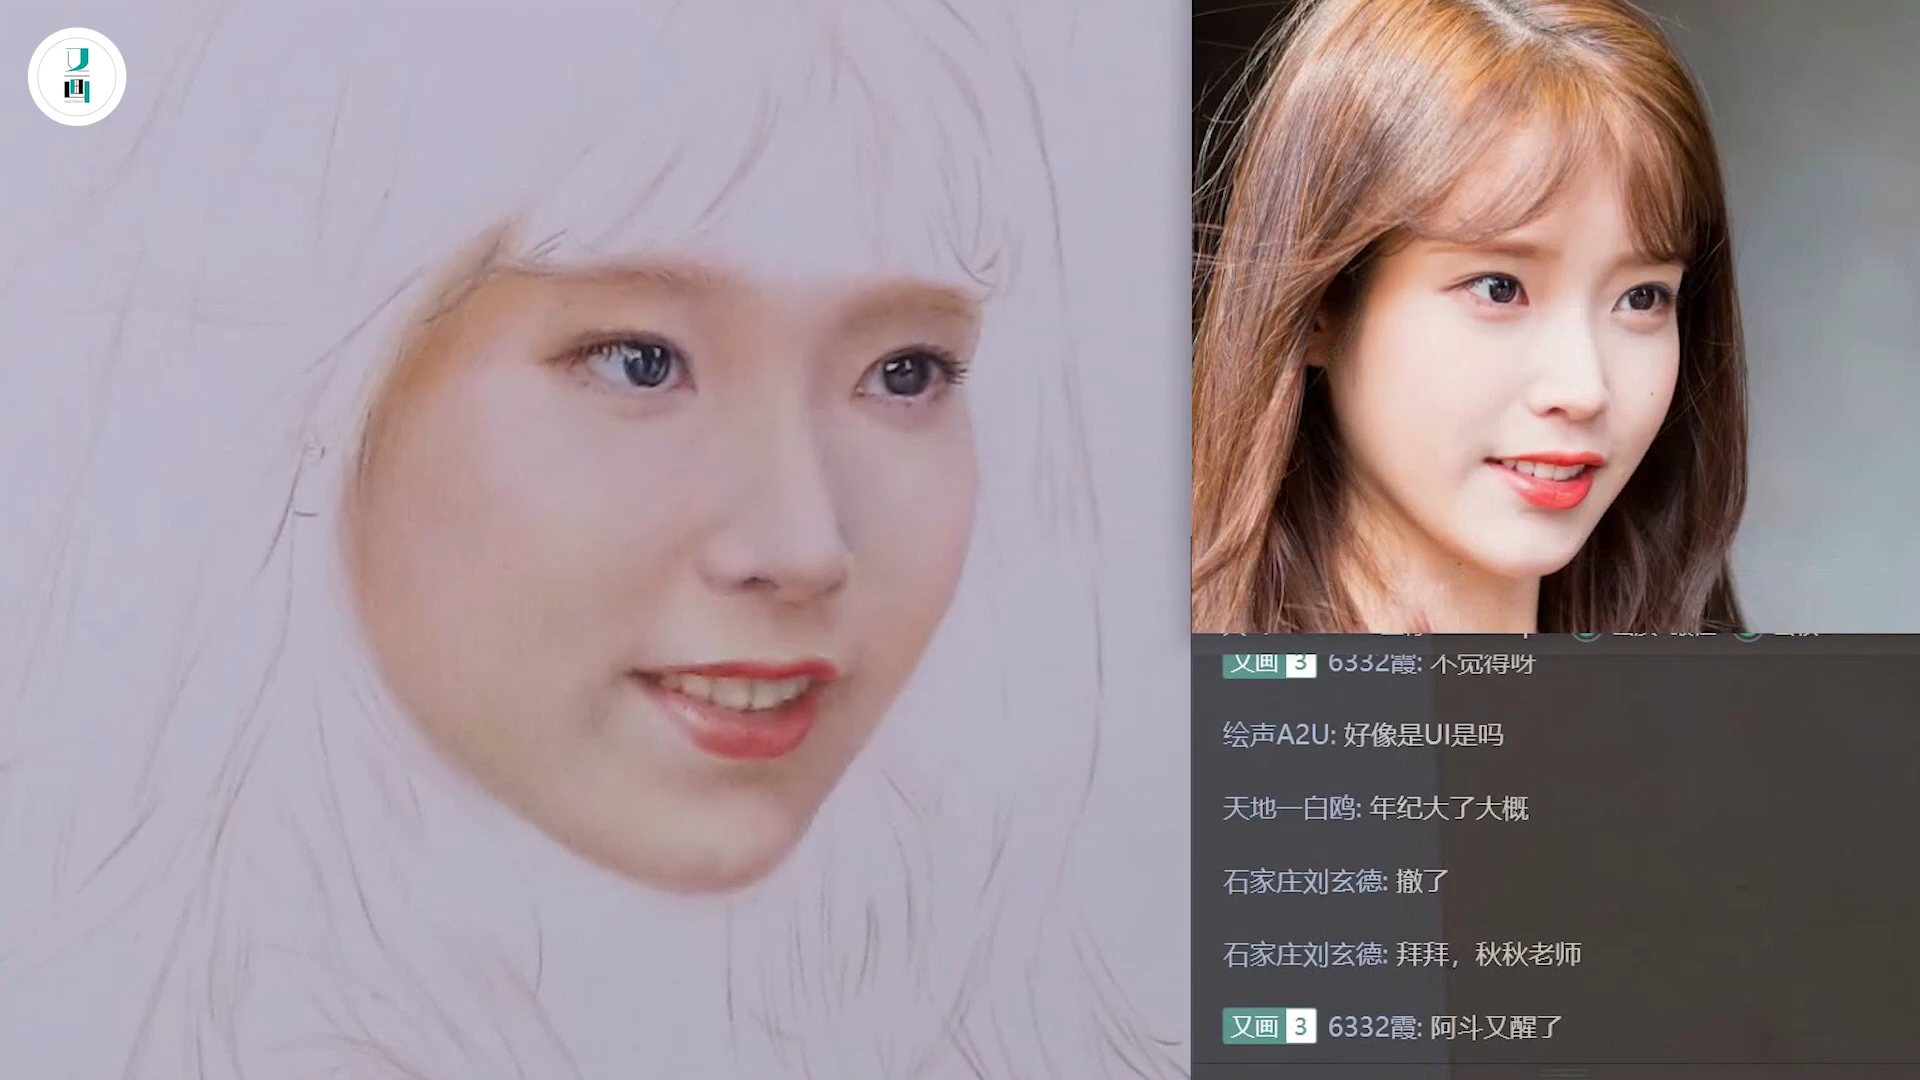 又画 3 6332霞: 不觉得呀
绘声A2U: 好像是UI是吗
天地一白鸥: 年纪大了大概
石家庄刘玄德: 撤了
石家庄刘玄德: 拜拜，秋秋老师
又画 3 6332霞: 阿斗又醒了